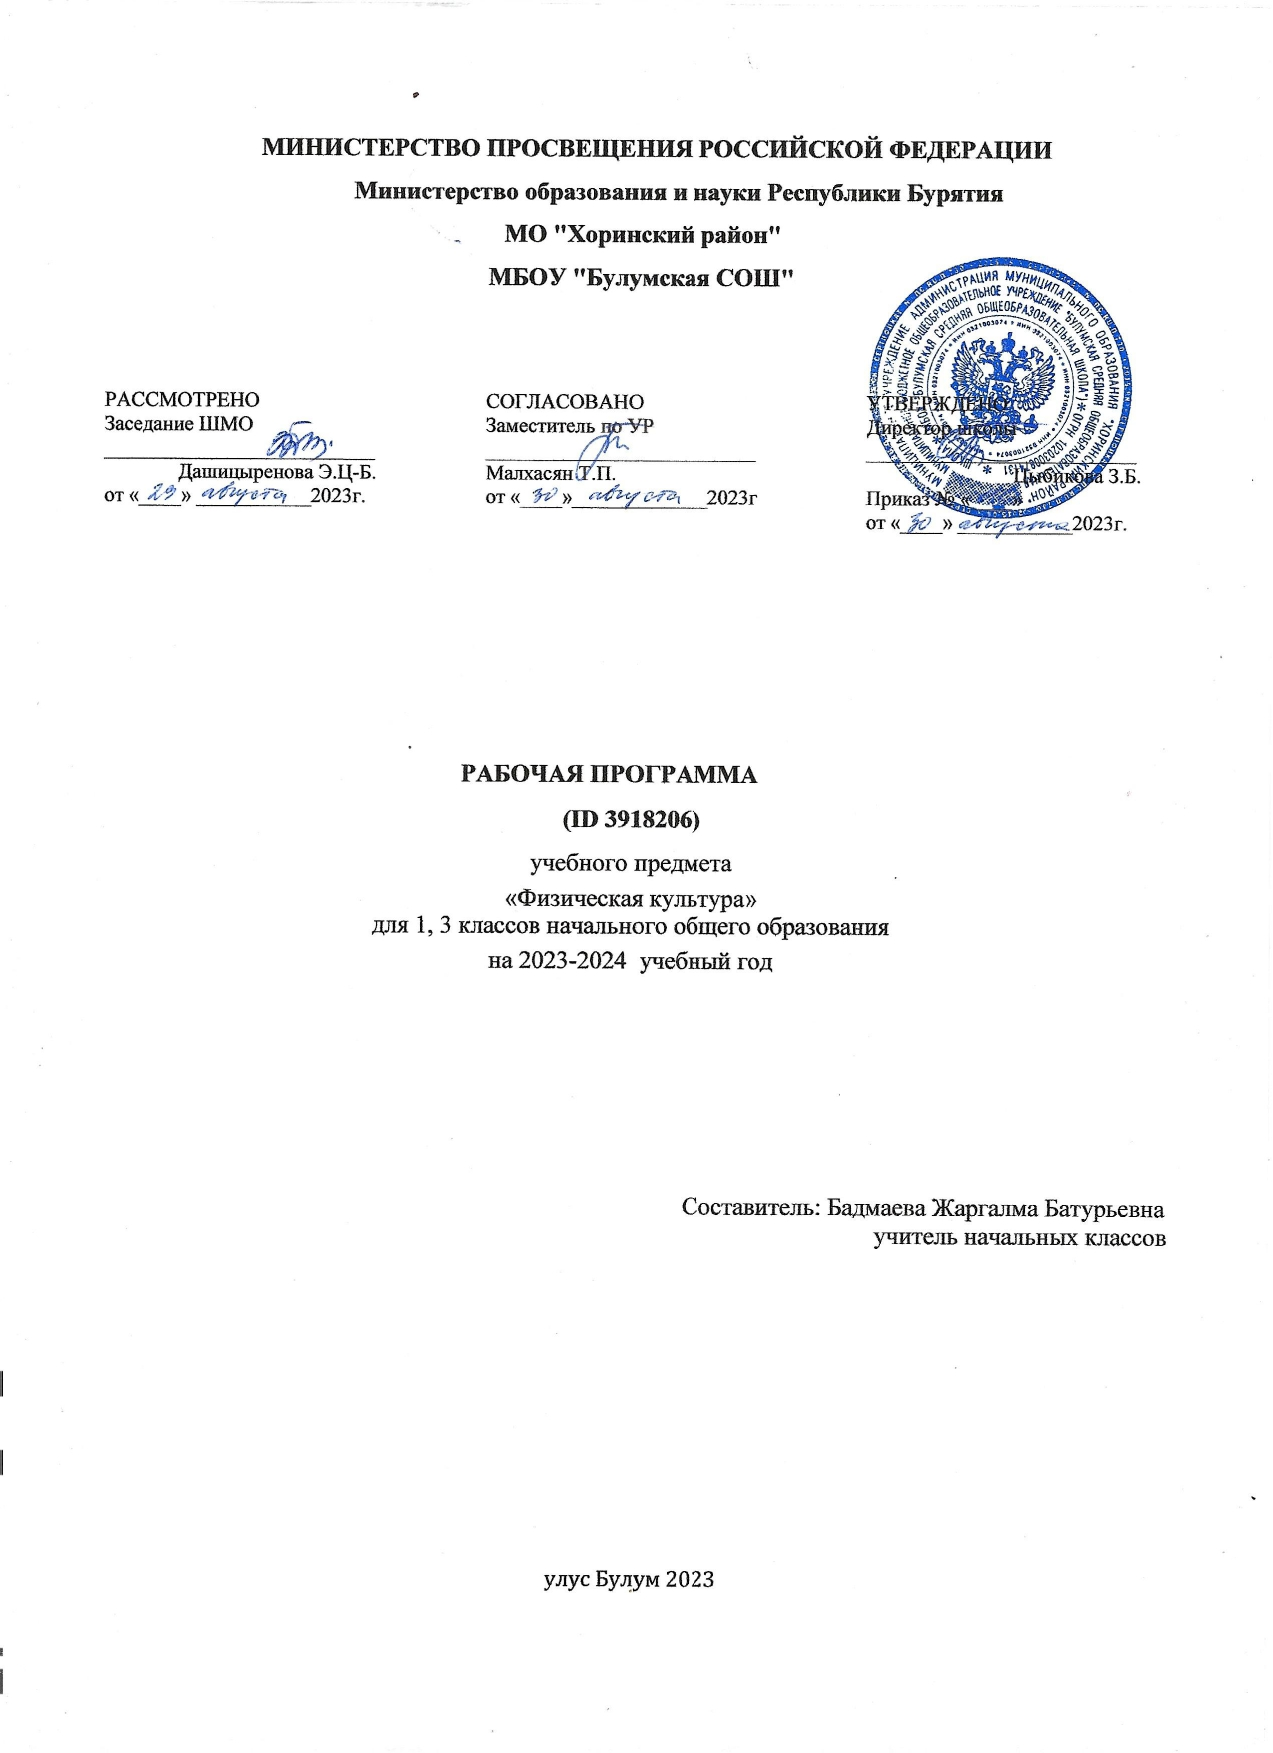 МИНИСТЕРСТВО ПРОСВЕЩЕНИЯ РОССИЙСКОЙ ФЕДЕРАЦИИ
Министерство образования и науки Республики Бурятия
МО "Хоринский район"
МБОУ "Булумская СОШ"
РАССМОТРЕНО
Заседание ШМО
Дашицыренова Э.Ц-Б.
от « 29 » августа 2023г.
СОГЛАСОВАНО
Заместитель по УР
Малхасян Т.П.
от « 30 » августа 2023г
УТВЕРЖДЕНО
Директор школы
Цыбикова З.Б.
Приказ № « »
от « 30 » августа 2023г.
РАБОЧАЯ ПРОГРАММА
(ID 3918206)
учебного предмета
«Физическая культура»
для 1, 3 классов начального общего образования
на 2023-2024 учебный год
Составитель: Бадмаева Жаргалма Батурьевна
учитель начальных классов
улус Булум 2023